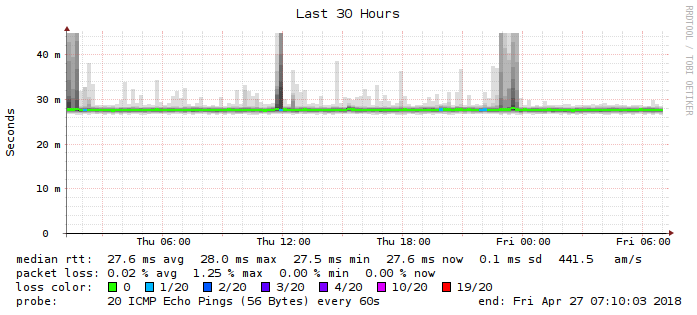 Last 30 Hours
RRDTOOL / TOBI OETIKER
Seconds
40 m
30 m
20 m
10 m
0
Thu 06:00 Thu 12:00 Thu 18:00 Fri 00:00 Fri 06:00
median rtt: 27.6 ms avg 28.0 ms max 27.5 ms min 27.6 ms now 0.1 ms sd 441.5 am/s
packet loss: 0.02 % avg 1.25 % max 0.00 % min 0.00 % now
loss color: 0 1/20 2/20 3/20 4/20 10/20 19/20
probe: 20 ICMP Echo Pings (56 Bytes) every 60s end: Fri Apr 27 07:10:03 2018